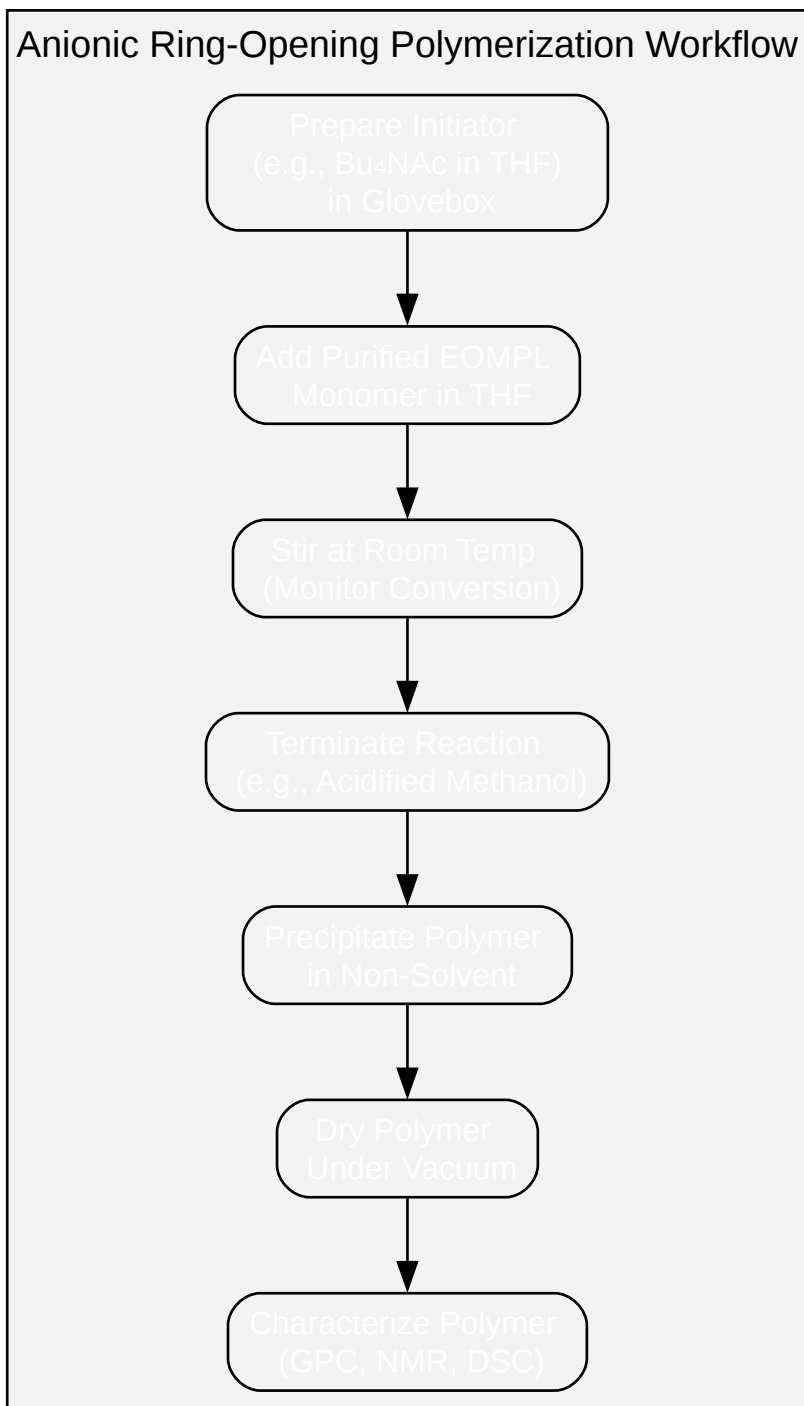 Anionic Ring-Opening Polymerization Workflow
Prepare Initiator
(e.g., Bu₄NAc in THF)
in Glovebox
Add Purified EOMPL
Monomer in THF
Stir at Room Temp
(Monitor Conversion)
Terminate Reaction
(e.g., Acidified Methanol)
Precipitate Polymer
in Non-Solvent
Dry Polymer
Under Vacuum
Characterize Polymer
(GPC, NMR, DSC)